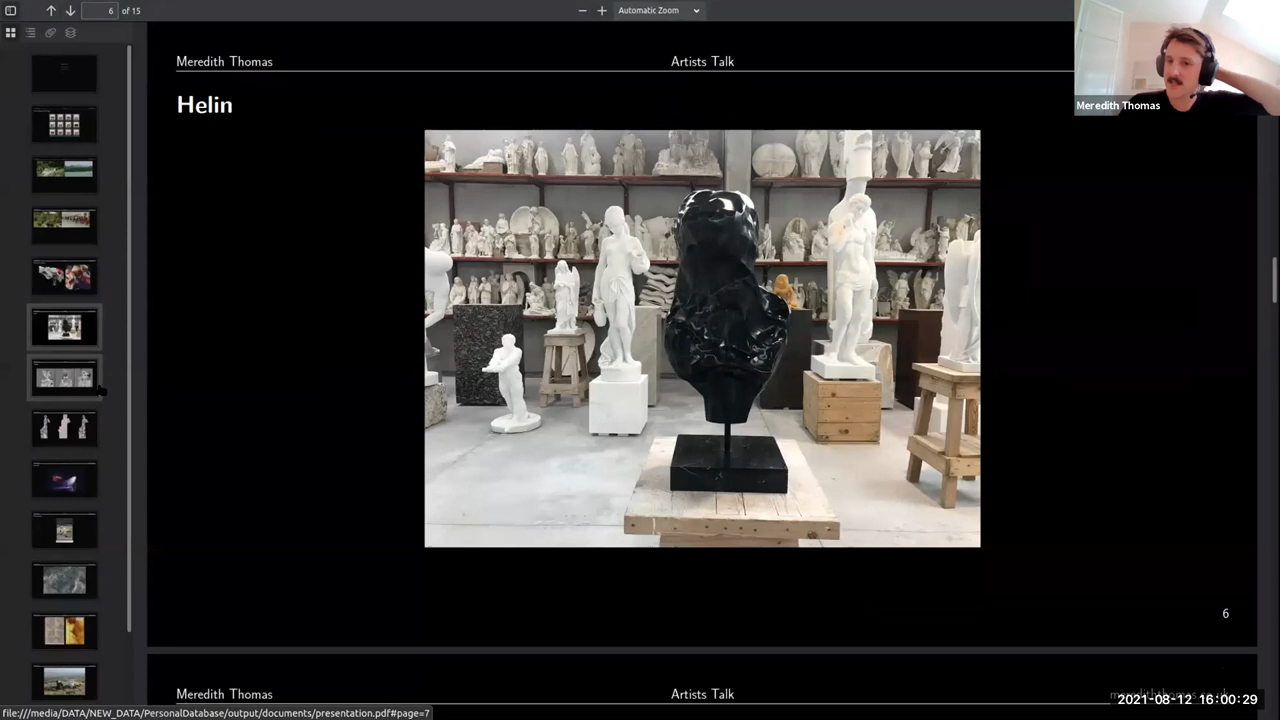 6
of 15
Automatic Zoom
Meredith Thomas
Artists Talk
Meredith Thomas
Helin
6
Meredith Thomas
Artists Talk
2021-08-12 16:00:29
file:///media/DATA/NEW_DATA/PersonalDatabase/output/documents/presentation.pdf#page=7